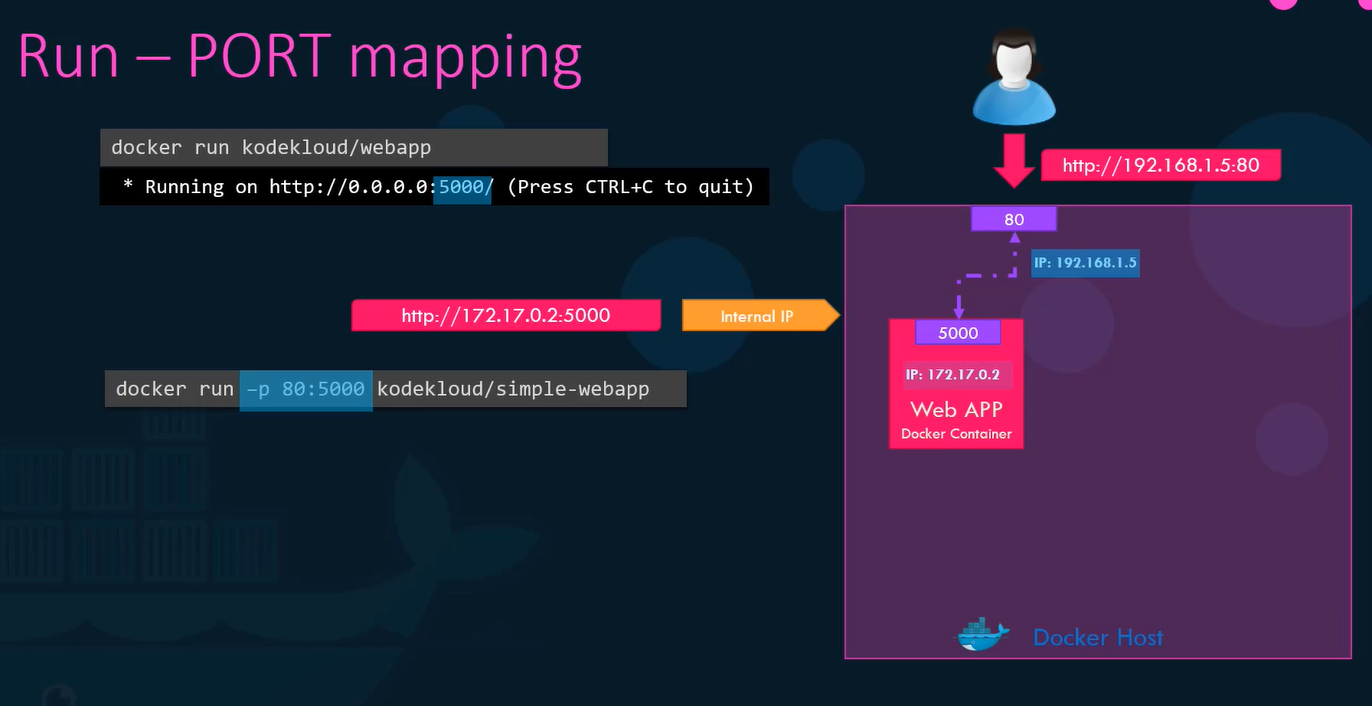 Run – PORT mapping
docker run kodekloud/webapp
* Running on http://0.0.0.0:5000/ (Press CTRL+C to quit)
http://192.168.1.5:80
80
IP: 192.168.1.5
http://172.17.0.2:5000
Internal IP
5000
IP: 172.17.0.2
Web APP
Docker Container
docker run –p 80:5000 kodekloud/simple-webapp
Docker Host